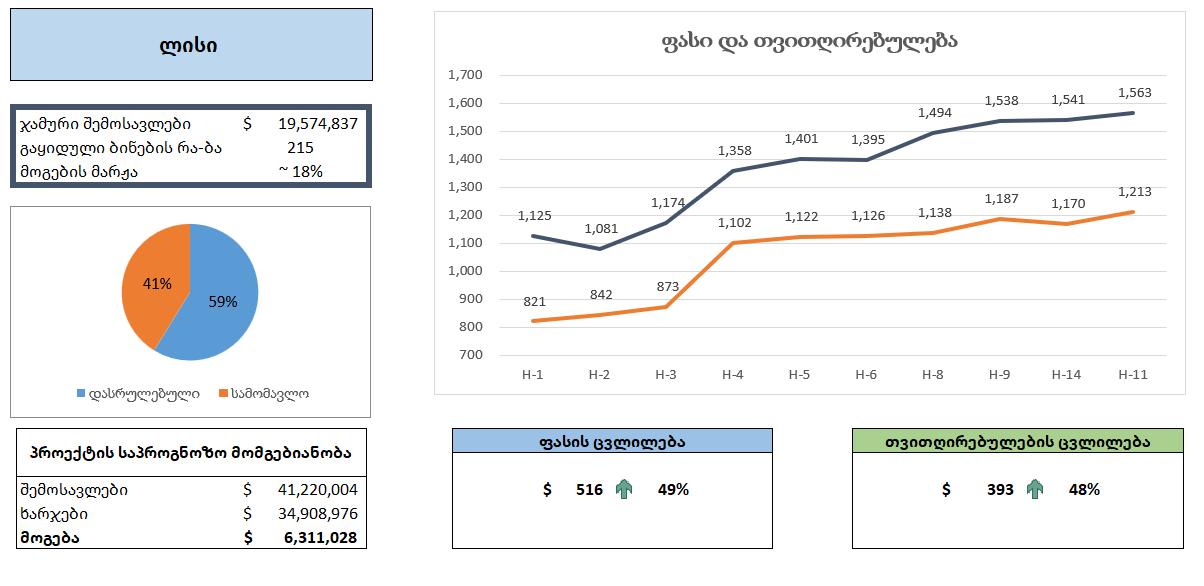 ლისი
ჯამური შემოსავლები $ 19,574,837
გაყიდული ბინების რა-ბა 215
მოგების მარჟა ~ 18%
41%
59%
დასრულებული სამომავლო
პროექტის საპროგნოზო მომგებიანობა
შემოსავლები $ 41,220,004
ხარჯები $ 34,908,976
მოგება $ 6,311,028
ფასი და თვითღირებულება
1,700
1,600
1,500
1,400
1,300
1,200
1,100
1,000
900
800
700
1,125
1,081
1,174
1,358
1,401
1,395
1,494
1,538
1,541
1,563
821
842
873
1,102
1,122
1,126
1,138
1,187
1,170
1,213
H-1 H-2 H-3 H-4 H-5 H-6 H-8 H-9 H-14 H-11
ფასის ცვლილება
$ 516 49%
თვითღირებულების ცვლილება
$ 393 48%